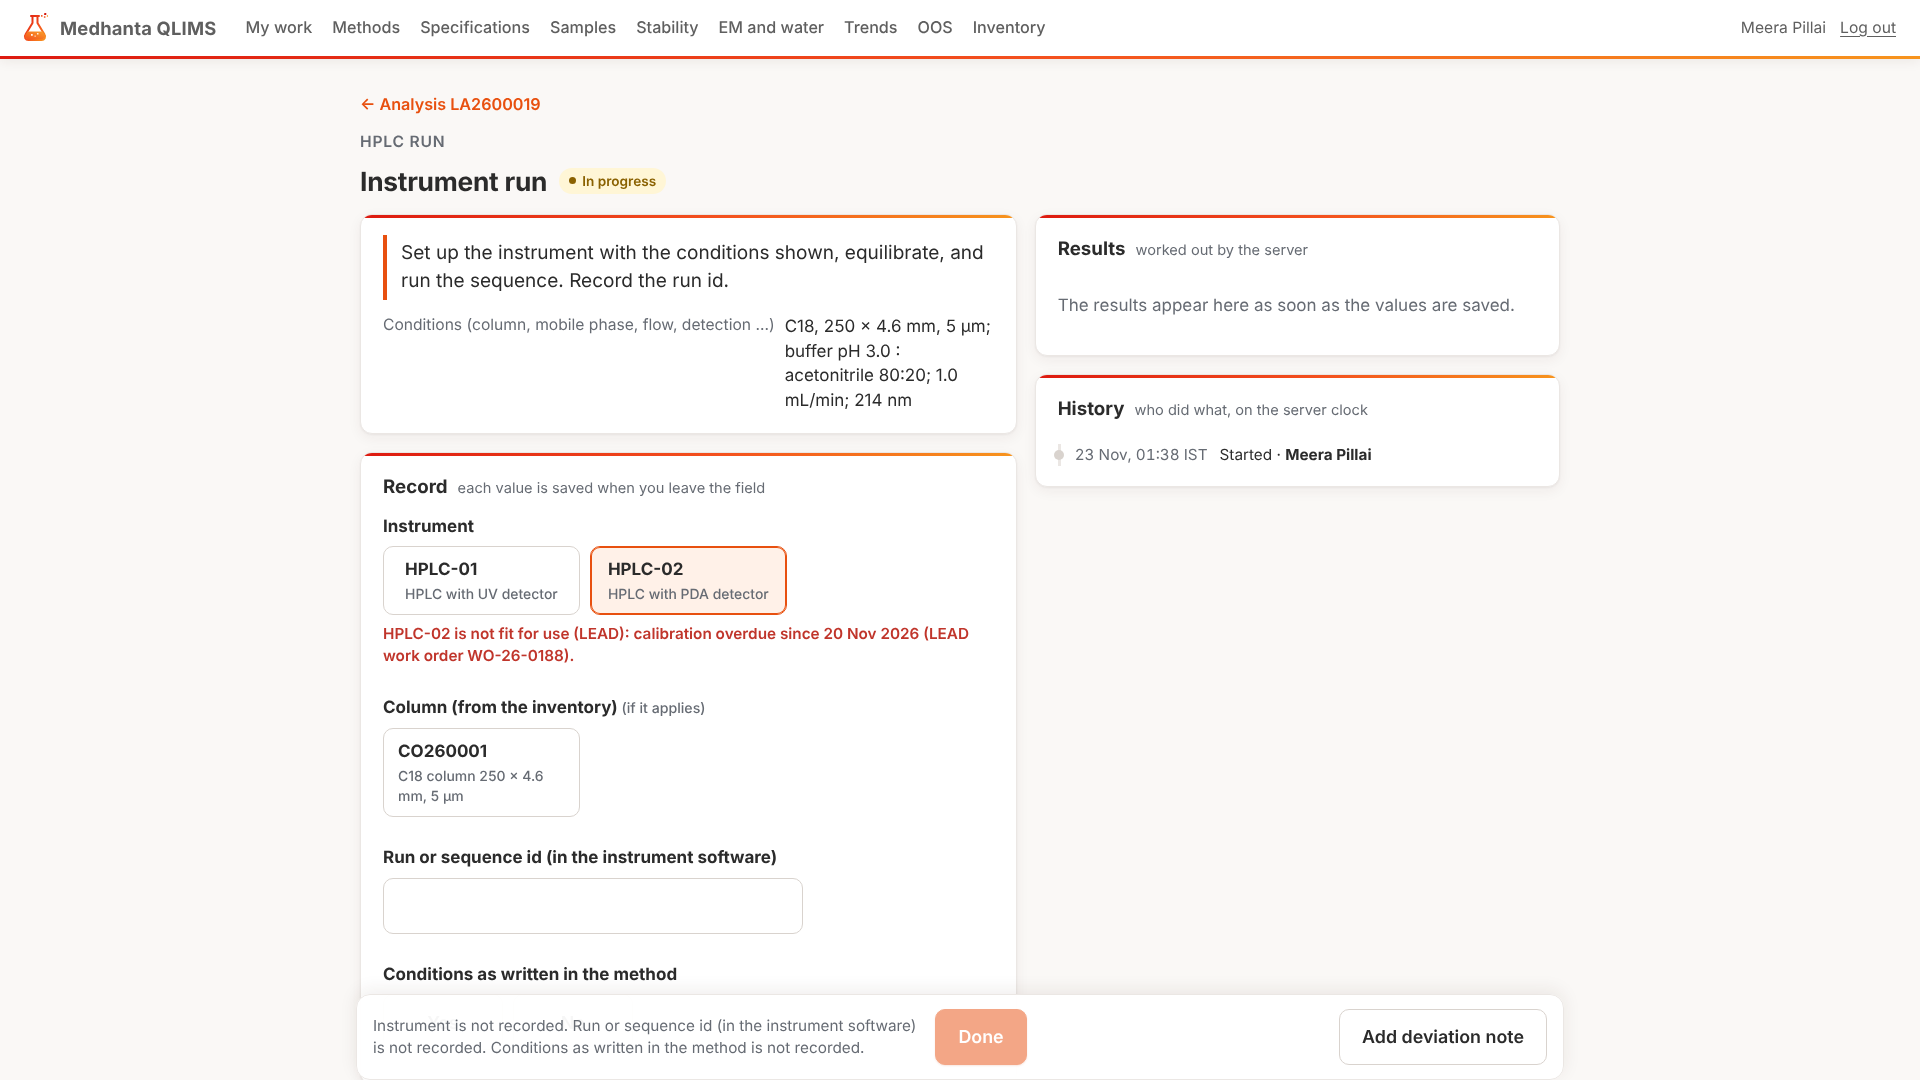 Medhanta QLIMS
My work
Methods
Specifications
Samples
Stability
EM and water
Trends
OOS
Inventory
Meera Pillai
Log out
← Analysis LA2600019
HPLC RUN
Instrument run
In progress
Set up the instrument with the conditions shown, equilibrate, and
run the sequence. Record the run id.
Conditions (column, mobile phase, flow, detection ...)
C18, 250 × 4.6 mm, 5 µm;
buffer pH 3.0 :
acetonitrile 80:20; 1.0
mL/min; 214 nm
Results worked out by the server
The results appear here as soon as the values are saved.
History who did what, on the server clock
23 Nov, 01:38 IST Started · Meera Pillai
Record each value is saved when you leave the field
Instrument
HPLC-01
HPLC with UV detector
HPLC-02
HPLC with PDA detector
HPLC-02 is not fit for use (LEAD): calibration overdue since 20 Nov 2026 (LEAD
work order WO-26-0188).
Column (from the inventory) (if it applies)
CO260001
C18 column 250 × 4.6
mm, 5 µm
Run or sequence id (in the instrument software)
Conditions as written in the method
Instrument is not recorded. Run or sequence id (in the instrument software)
is not recorded. Conditions as written in the method is not recorded.
Done
Add deviation note